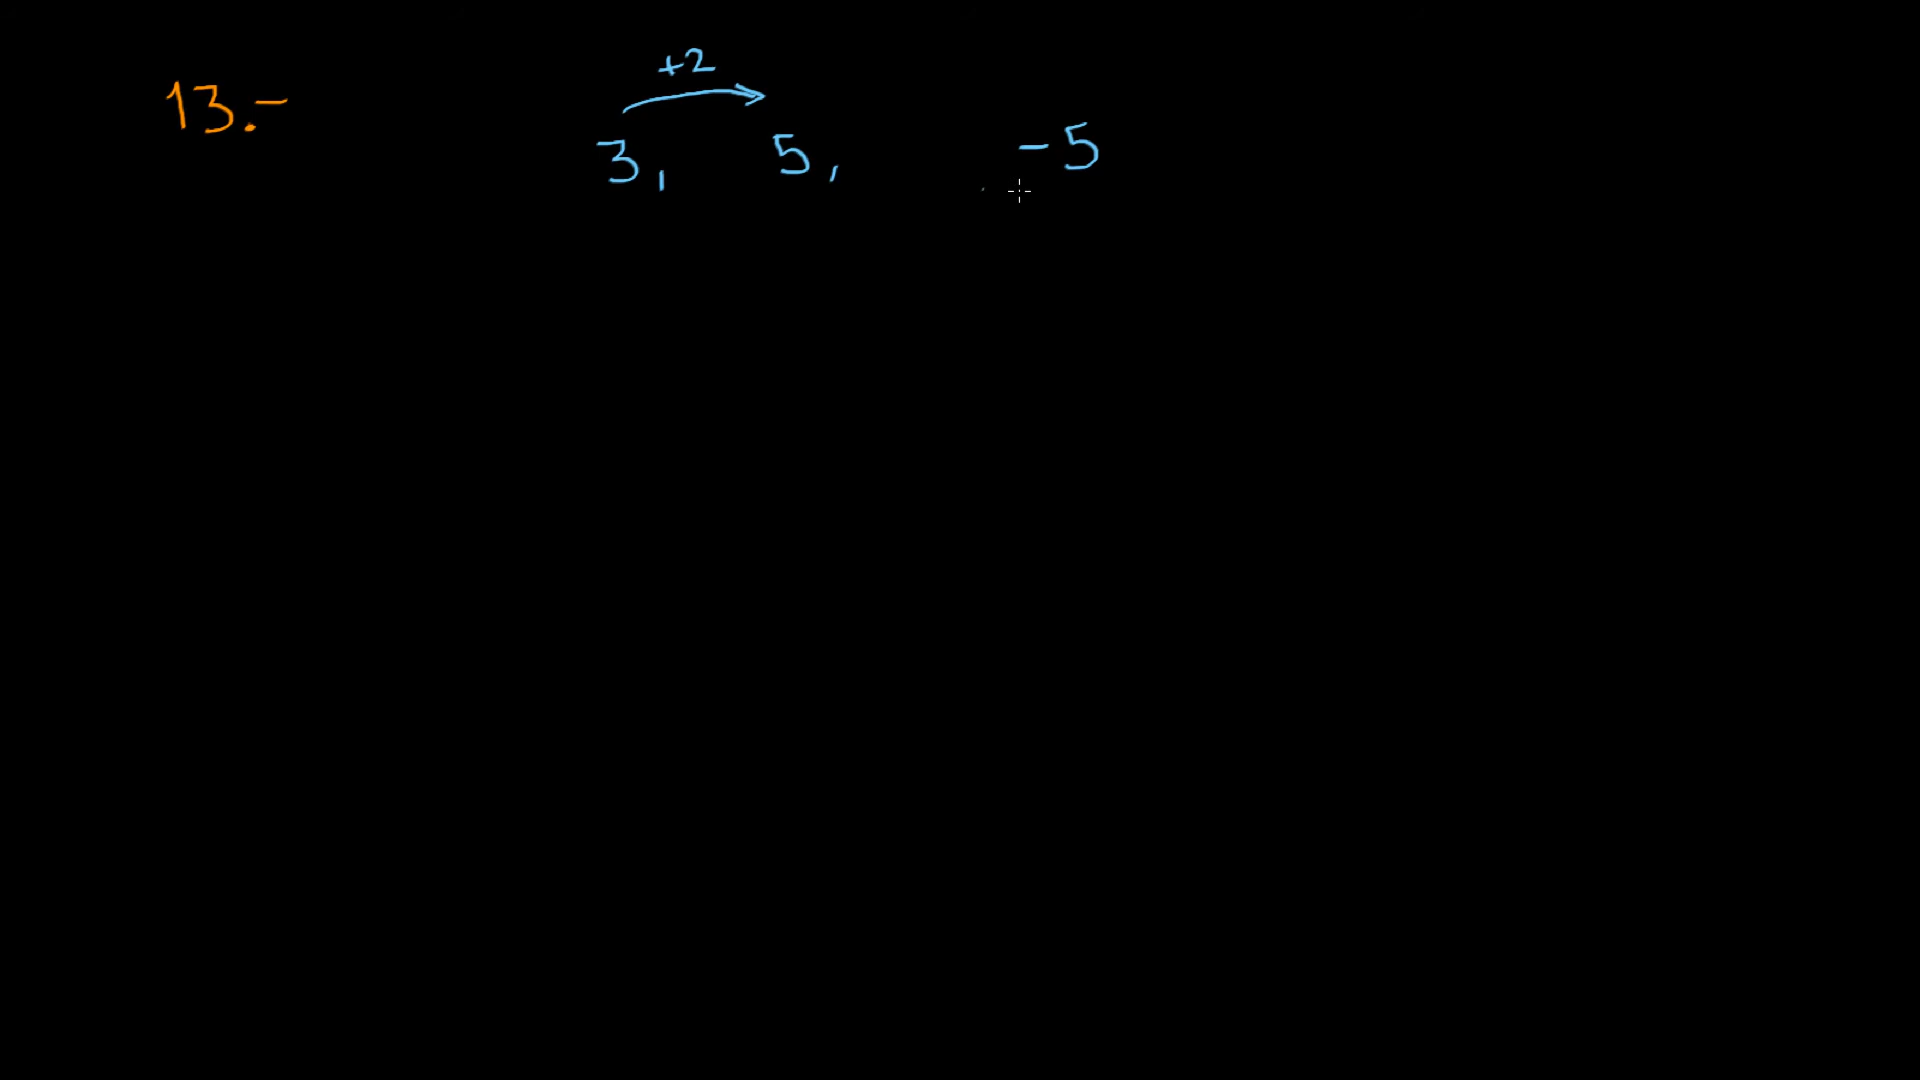 13.-
+2
3, 5, -5